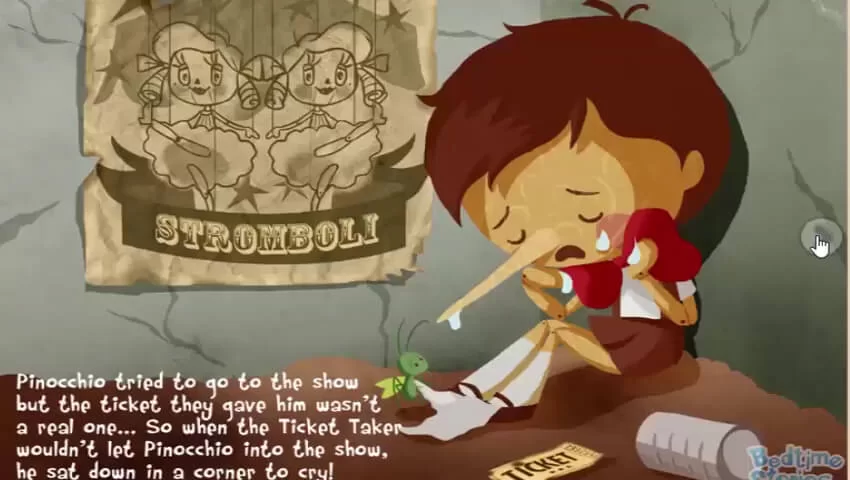 STROMBOLI
Pinocchio tried to go to the show
but the ticket they gave him wasn't
a real one... So when the Ticket Taker
wouldn't let Pinocchio into the show,
he sat down in a corner to cry!
TICKET
Bedtime
Stories